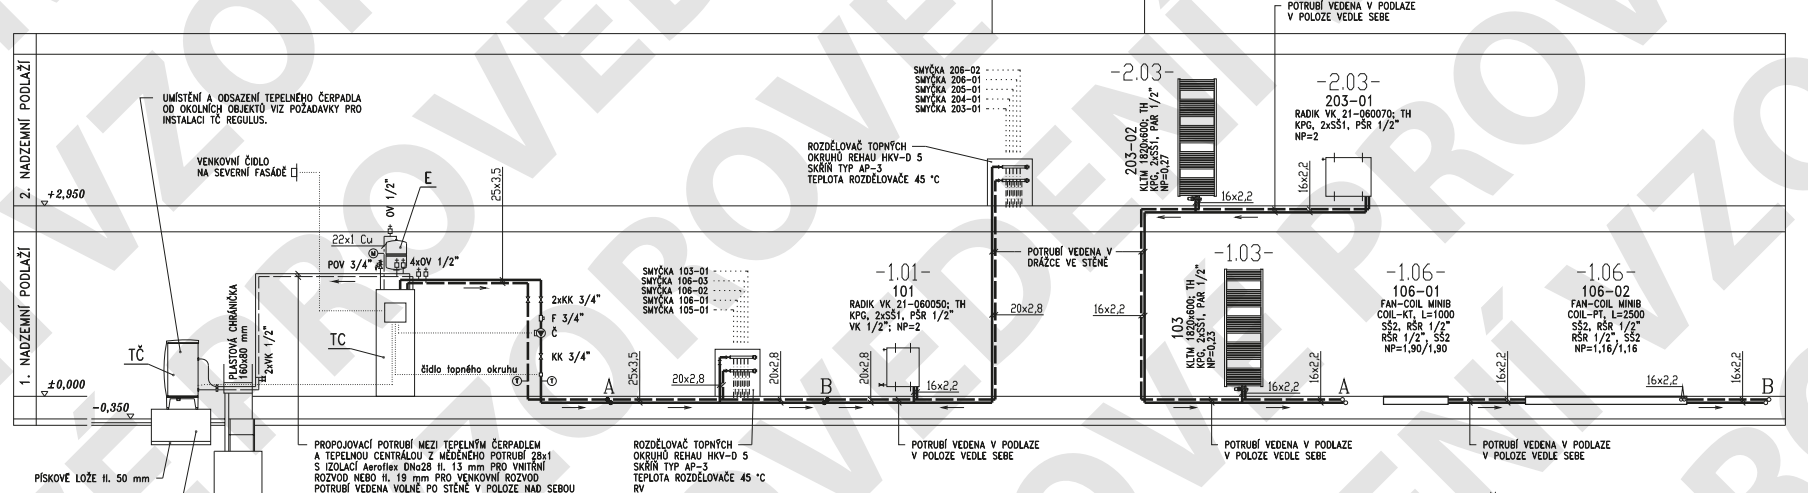 POTRUBÍ VEDENA V PODLAZE
V POLOZE VEDLE SEBE
2. NADZEMNÍ PODLAŽÍ
1. NADZEMNÍ PODLAŽÍ
UMÍSTĚNÍ A ODSAZENÍ TEPELNÉHO ČERPADLA
OD OKOLNÍCH OBJEKTŮ VIZ POŽADAVKY PRO
INSTALACI TČ REGULUS.
VENKOVNÍ ČIDLO
NA SEVERNÍ FASÁDĚ
+2,950
±0,000
-0,350
OV 1/2"
E
22x1 Cu
M
POV 3/4"
4xOV 1/2"
25x3,5
PLASTOVÁ CHRÁNIČKA
160x80 mm
2xVK 1/2"
TČ
TC
2xKK 3/4"
F 3/4"
Č
KK 3/4"
čidlo topného okruhu
T
T
A
25x3,5
SMYČKA 103-01
SMYČKA 106-03
SMYČKA 106-02
SMYČKA 106-01
SMYČKA 105-01
20x2,8
20x2,8
B
20x2,8
-1.01-
101
RADIK VK 21-060050; TH
KPG, 2xSŠ1, PŠR 1/2"
VK 1/2"; NP=2
16x2,2
SMYČKA 206-02
SMYČKA 206-01
SMYČKA 205-01
SMYČKA 204-01
SMYČKA 203-01
ROZDĚLOVAČ TOPNÝCH
OKRUHŮ REHAU HKV-D 5
SKŘÍŇ TYP AP-3
TEPLOTA ROZDĚLOVAČE 45 °C
POTRUBÍ VEDENA V
DRÁŽCE VE STĚNĚ
20x2,8
16x2,2
-2.03-
203-02
KLTM 1820x600; TH
KPG, 2xSŠ1, PAR 1/2"
NP=0,27
16x2,2
-2.03-
203-01
RADIK VK 21-060070; TH
KPG, 2xSŠ1, PŠR 1/2"
NP=2
16x2,2
-1.03-
103
KLTM 1820x600; TH
KPG, 2xSŠ1, PAR 1/2"
NP=0,23
16x2,2
16x2,2
A
-1.06-
106-01
FAN-COIL MINIB
COIL-KT, L=1000
SŠ2, RŠR 1/2"
RŠR 1/2", SŠ2
NP=1,90/1,90
16x2,2
-1.06-
106-02
FAN-COIL MINIB
COIL-PT, L=2500
SŠ2, RŠR 1/2"
RŠR 1/2", SŠ2
NP=1,16/1,16
16x2,2
16x2,2
B
PÍSKOVÉ LOŽE tl. 50 mm
PROPOJOVACÍ POTRUBÍ MEZI TEPELNÝM ČERPADLEM
A TEPELNOU CENTRÁLOU Z MĚDĚNÉHO POTRUBÍ 28x1
S IZOLACÍ Aeroflex DNø28 tl. 13 mm PRO VNITŘNÍ
ROZVOD NEBO tl. 19 mm PRO VENKOVNÍ ROZVOD
POTRUBÍ VEDENA VOLNĚ PO STĚNĚ V POLOZE NAD SEBOU
ROZDĚLOVAČ TOPNÝCH
OKRUHŮ REHAU HKV-D 5
SKŘÍŇ TYP AP-3
TEPLOTA ROZDĚLOVAČE 45 °C
RV
POTRUBÍ VEDENA V PODLAZE
V POLOZE VEDLE SEBE
POTRUBÍ VEDENA V PODLAZE
V POLOZE VEDLE SEBE
POTRUBÍ VEDENA V PODLAZE
V POLOZE VEDLE SEBE